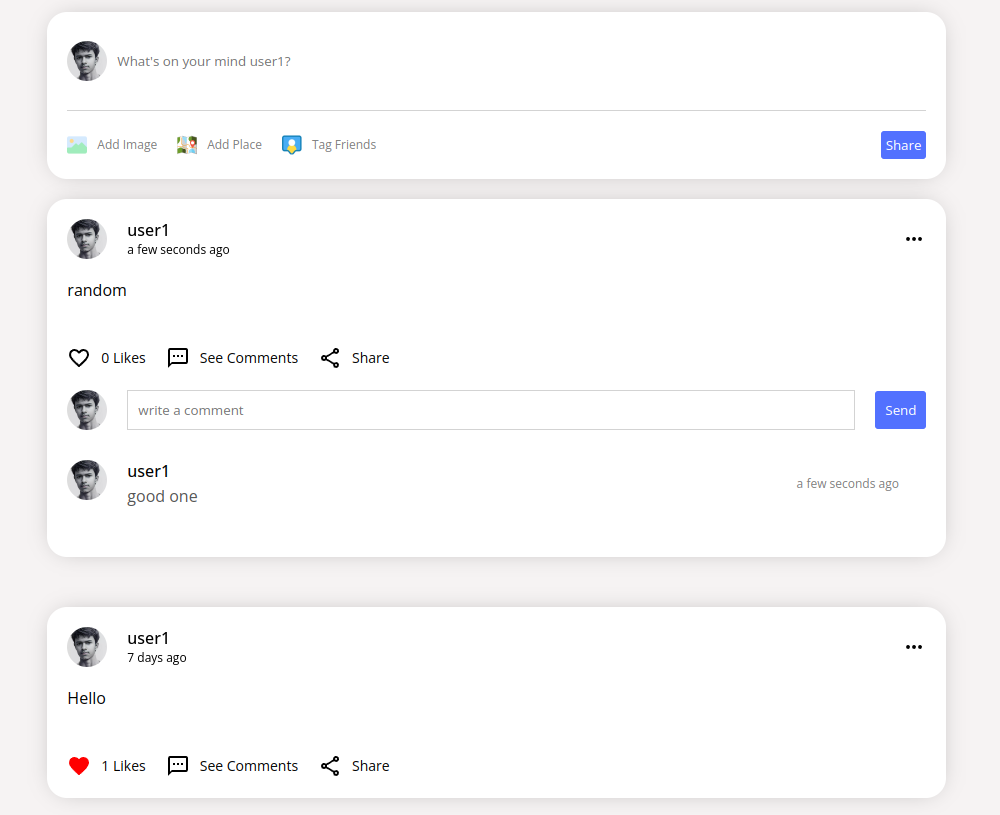 What's on your mind user1?
Add Image Add Place Tag Friends Share
user1
a few seconds ago
random
0 Likes See Comments Share
write a comment Send
user1
a few seconds ago
good one
user1
7 days ago
Hello
1 Likes See Comments Share